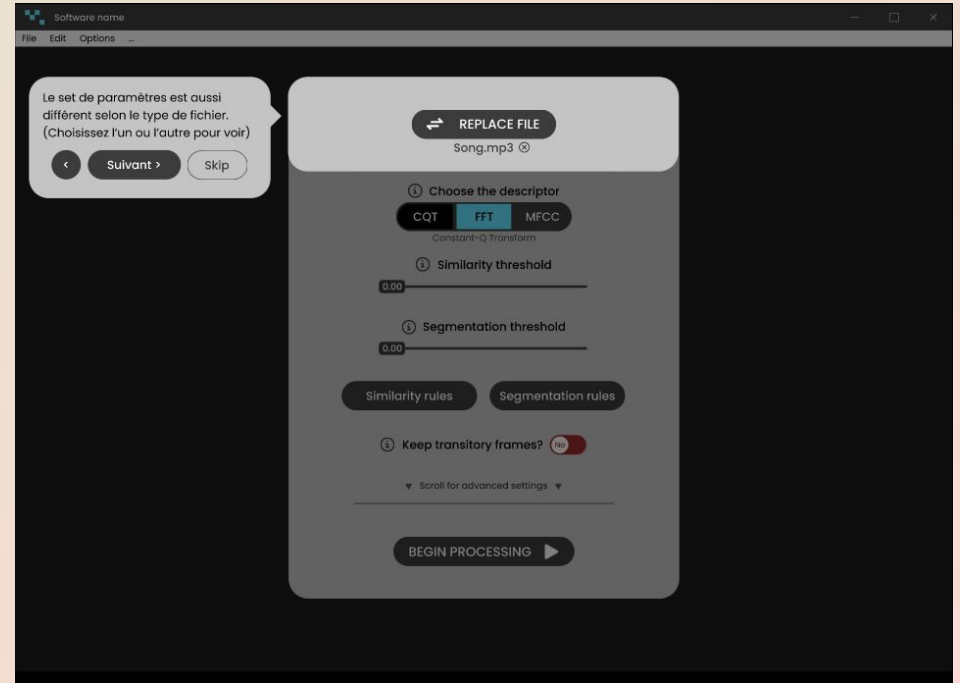 Software name
File Edit Options ...
Le set de paramètres est aussi
différent selon le type de fichier.
(Choisissez l'un ou l'autre pour voir)
< Suivant > Skip
REPLACE FILE
Song.mp3
Choose the descriptor
CQT FFT MFCC
Constant-Q Transform
Similarity threshold
0.00
Segmentation threshold
0.00
Similarity rules Segmentation rules
Keep transitory frames? No
Scroll for advanced settings
BEGIN PROCESSING